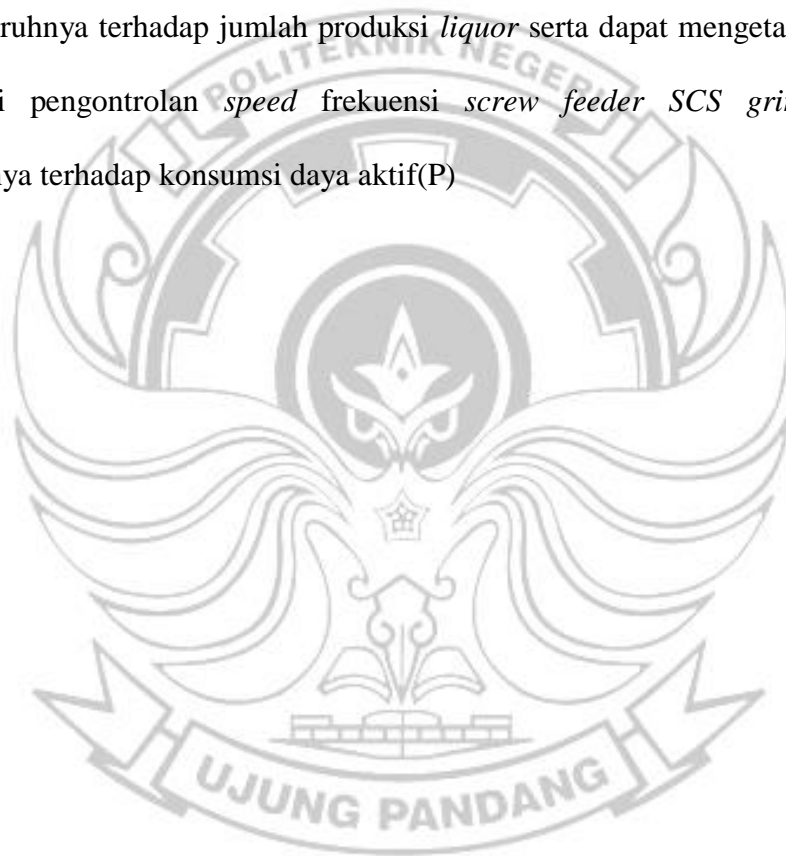 ruhnya terhadap jumlah produksi liquor serta dapat mengeta
i pengontrolan speed frekuensi screw feeder SCS gri
ya terhadap konsumsi daya aktif(P)
POLITEKNIK NEGERI
UJUNG PANDANG